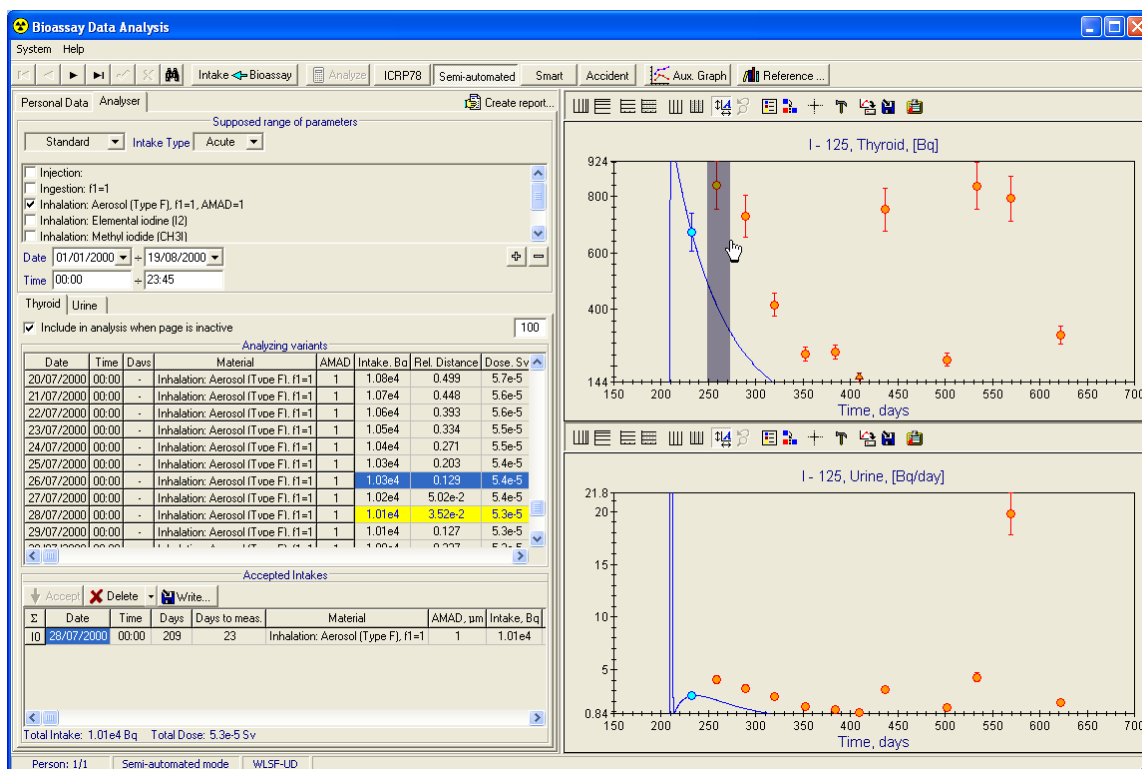 Bioassay Data Analysis
System Help
Intake Bioassay Analyze ICRP78 Semi-automated Smart Accident Aux. Graph Reference ...
Personal Data Analyser Create report...
Supposed range of parameters
Standard Intake Type Acute
Injection:
Ingestion: f1=1
Inhalation: Aerosol (Type F), f1=1, AMAD=1
Inhalation: Elemental iodine (I2)
Inhalation: Methyl iodide (CH3I)
Date 01/01/2000 ÷ 19/08/2000
Time 00:00 ÷ 23:45
Thyroid Urine
Include in analysis when page is inactive 100
Analyzing variants
Date Time Days Material AMAD Intake, Bq Rel. Distance Dose, Sv
20/07/2000 00:00 - Inhalation: Aerosol (Type F), f1=1 1 1.08e4 0.499 5.7e-5
21/07/2000 00:00 - Inhalation: Aerosol (Type F), f1=1 1 1.07e4 0.448 5.6e-5
22/07/2000 00:00 - Inhalation: Aerosol (Type F), f1=1 1 1.06e4 0.393 5.6e-5
23/07/2000 00:00 - Inhalation: Aerosol (Type F), f1=1 1 1.05e4 0.334 5.5e-5
24/07/2000 00:00 - Inhalation: Aerosol (Type F), f1=1 1 1.04e4 0.271 5.5e-5
25/07/2000 00:00 - Inhalation: Aerosol (Type F), f1=1 1 1.03e4 0.203 5.4e-5
26/07/2000 00:00 - Inhalation: Aerosol (Type F), f1=1 1 1.03e4 0.129 5.4e-5
27/07/2000 00:00 - Inhalation: Aerosol (Type F), f1=1 1 1.02e4 5.02e-2 5.4e-5
28/07/2000 00:00 - Inhalation: Aerosol (Type F), f1=1 1 1.01e4 3.52e-2 5.3e-5
29/07/2000 00:00 - Inhalation: Aerosol (Type F), f1=1 1 1.01e4 0.127 5.3e-5
Accepted Intakes
Accept Delete Write...
Σ Date Time Days Days to meas. Material AMAD, µm Intake, Bq
I0 28/07/2000 00:00 209 23 Inhalation: Aerosol (Type F), f1=1 1 1.01e4
Total Intake: 1.01e4 Bq Total Dose: 5.3e-5 Sv
Person: 1/1 Semi-automated mode WLSF-UD
I - 125, Thyroid, [Bq]
924
800
600
400
144
150 200 250 300 350 400 450 500 550 600 650 700
Time, days
I - 125, Urine, [Bq/day]
21.8
20
15
10
5
0.84
150 200 250 300 350 400 450 500 550 600 650 700
Time, days